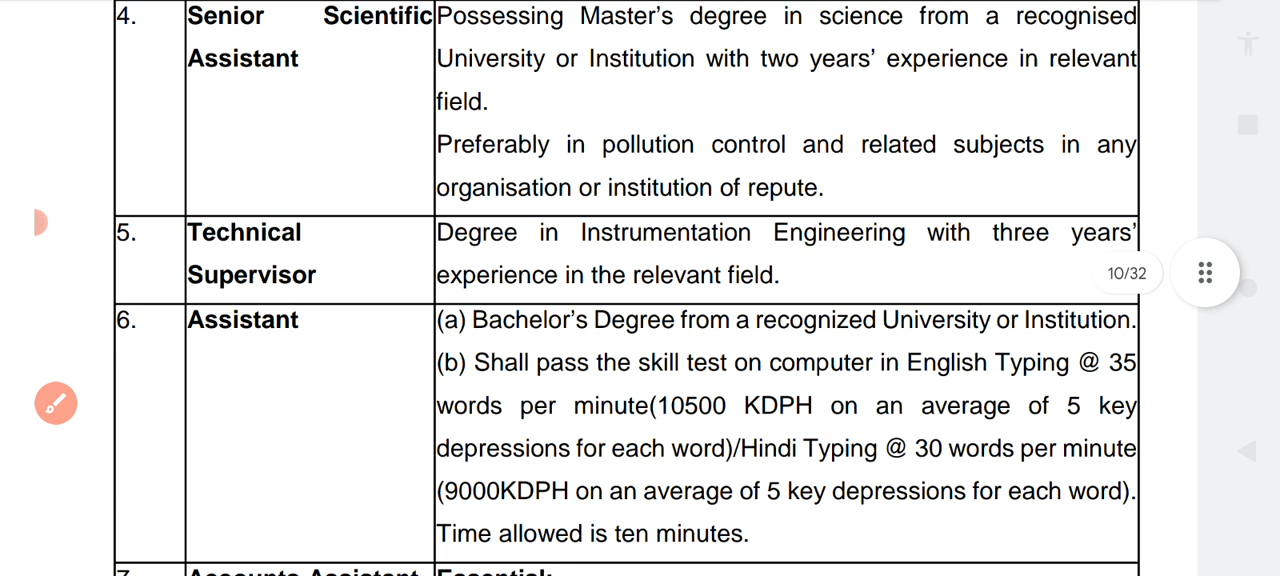 4. Senior Scientific Possessing Master's degree in science from a recognised
Assistant University or Institution with two years' experience in relevant
field.
Preferably in pollution control and related subjects in any
organisation or institution of repute.
5. Technical Degree in Instrumentation Engineering with three years'
Supervisor experience in the relevant field.
10/32
6. Assistant (a) Bachelor's Degree from a recognized University or Institution.
(b) Shall pass the skill test on computer in English Typing @ 35
words per minute(10500 KDPH on an average of 5 key
depressions for each word)/Hindi Typing @ 30 words per minute
(9000KDPH on an average of 5 key depressions for each word).
Time allowed is ten minutes.
7. Accounts Assistant Essential: